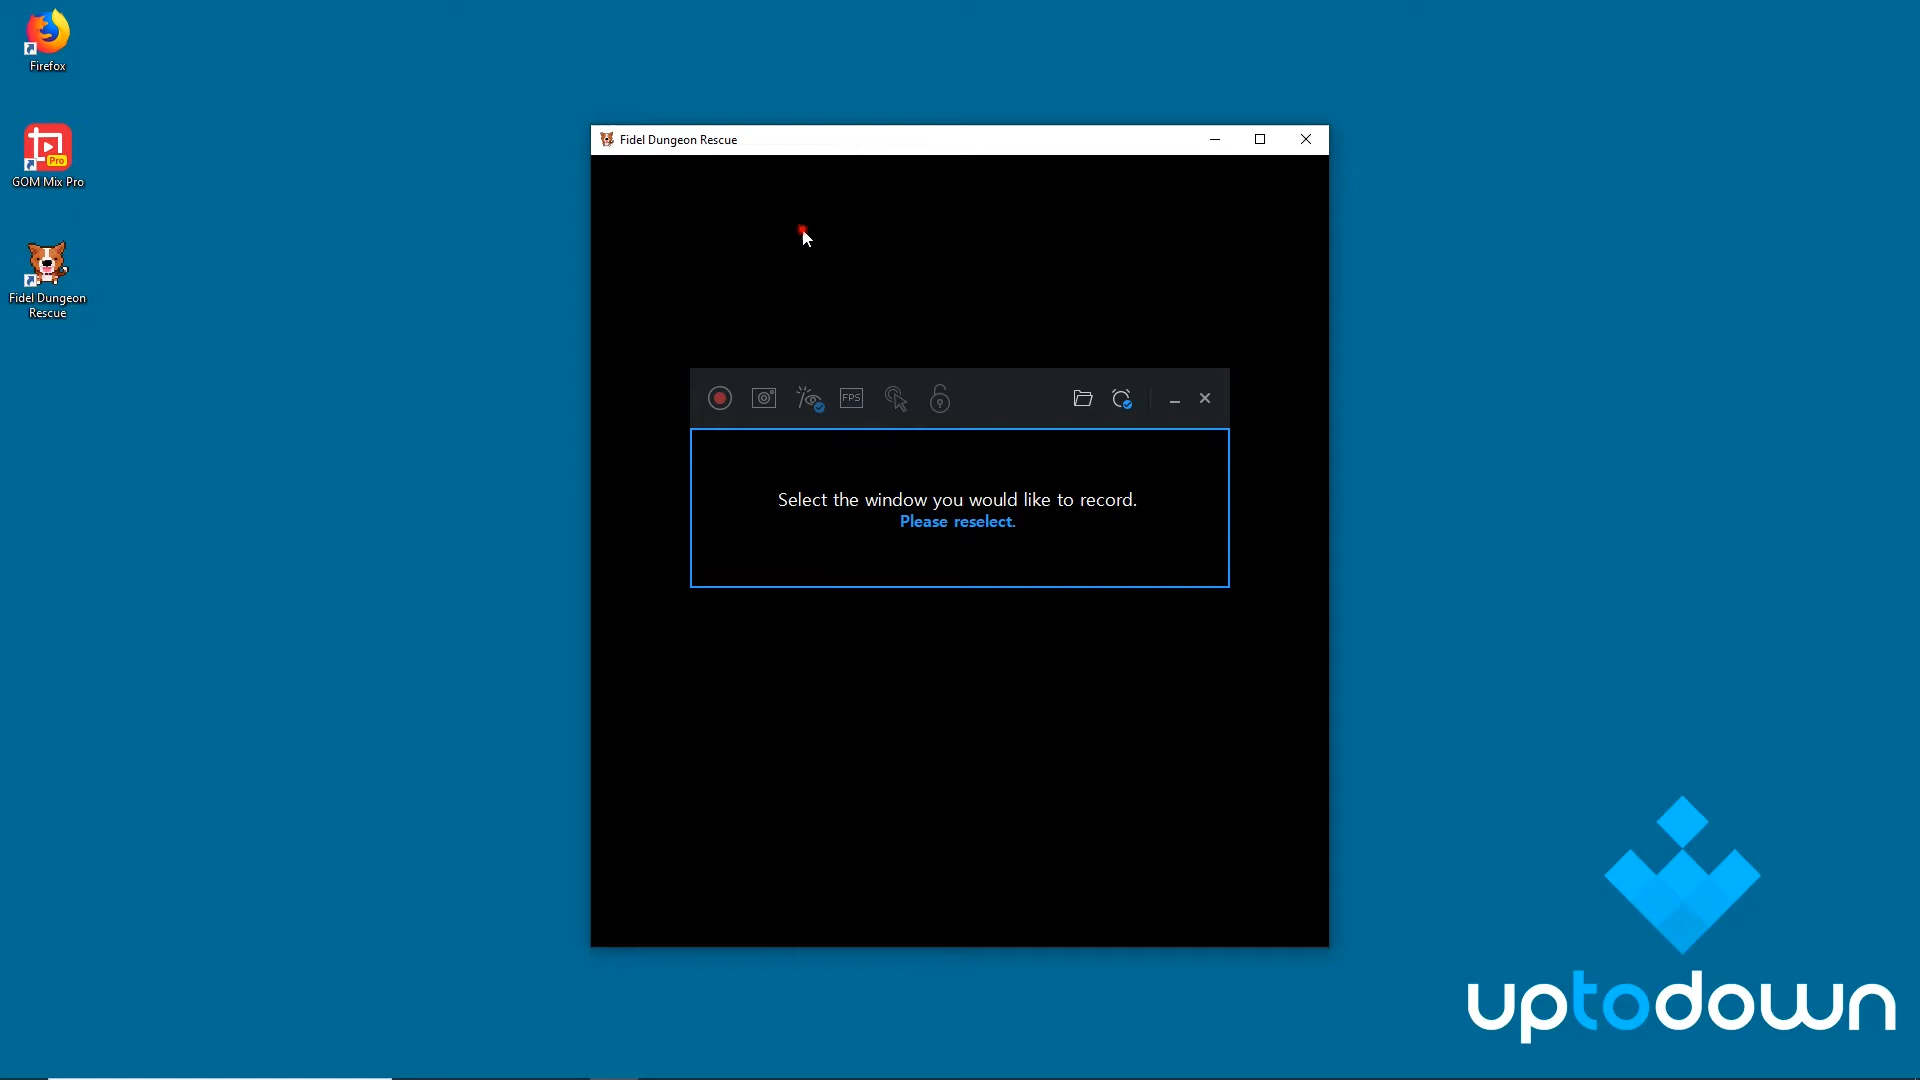 Firefox
Pro
GOM Mix Pro
Fidel Dungeon
Rescue
Fidel Dungeon Rescue
FPS
Select the window you would like to record.
Please reselect.
uptodown